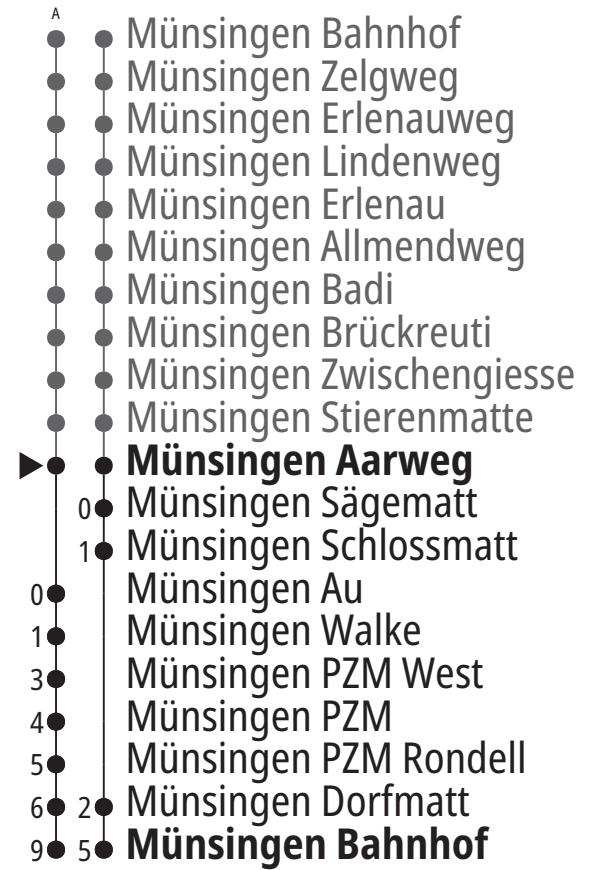 A
Münsingen Bahnhof
Münsingen Zelgweg
Münsingen Erlenauweg
Münsingen Lindenweg
Münsingen Erlenau
Münsingen Allmendweg
Münsingen Badi
Münsingen Brückreuti
Münsingen Zwischengiesse
Münsingen Stierenmatte
Münsingen Aarweg
0 Münsingen Sägematt
1 Münsingen Schlossmatt
0 Münsingen Au
1 Münsingen Walke
3 Münsingen PZM West
4 Münsingen PZM
5 Münsingen PZM Rondell
6 2 Münsingen Dorfmatt
9 5 Münsingen Bahnhof